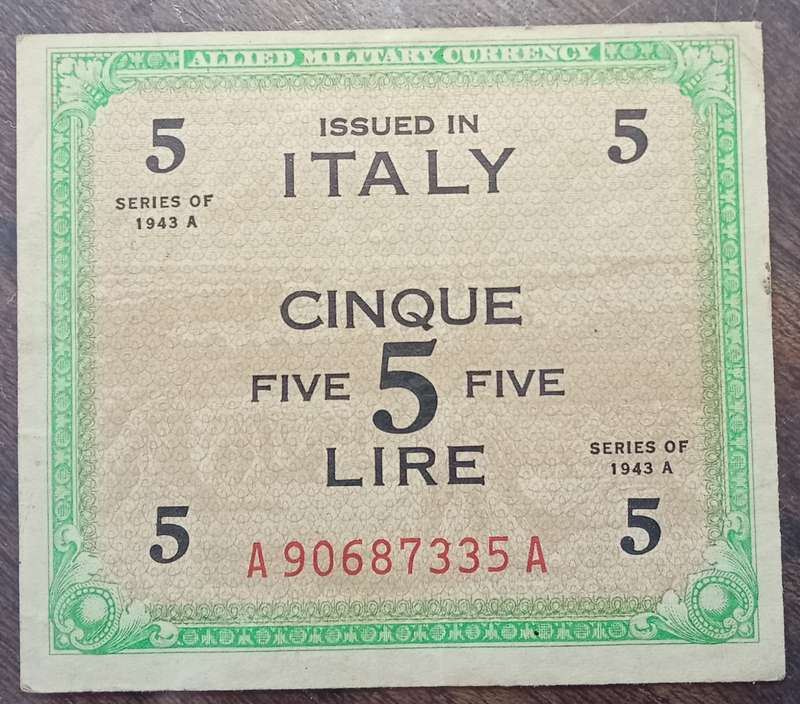 ALLIED MILITARY CURRENCY
5
ISSUED IN
5
ITALY
SERIES OF
1943 A
CINQUE
FIVE 5 FIVE
LIRE
SERIES OF
1943 A
5
5
A 90687335 A